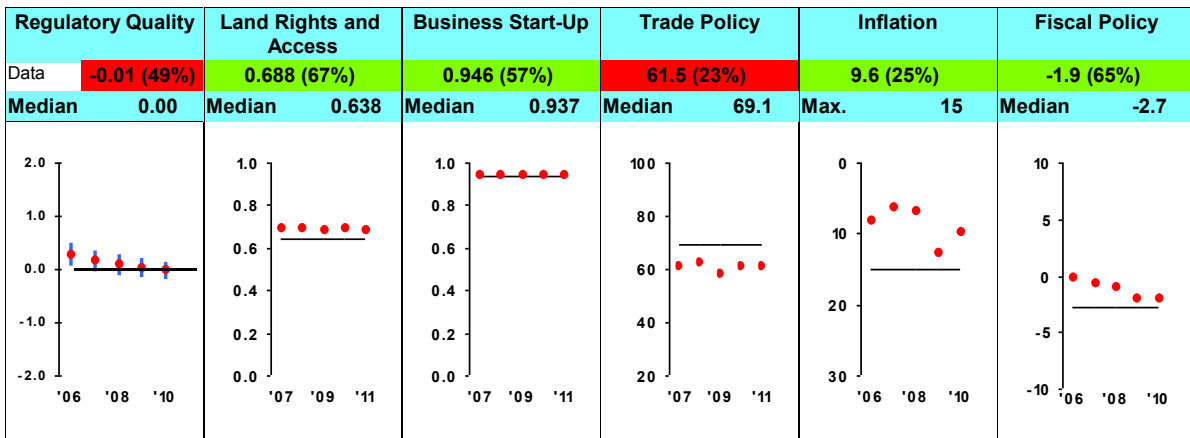 Regulatory Quality
Data -0.01 (49%)
Median 0.00
2.0
1.0
0.0
-1.0
-2.0
'06 '08 '10
Land Rights and
Access
0.688 (67%)
Median 0.638
1.0
0.8
0.6
0.4
0.2
0.0
'07 '09 '11
Business Start-Up
0.946 (57%)
Median 0.937
1.0
0.8
0.6
0.4
0.2
0.0
'07 '09 '11
Trade Policy
61.5 (23%)
Median 69.1
100
80
60
40
20
'07 '09 '11
Inflation
9.6 (25%)
Max. 15
0
10
20
30
'06 '08 '10
Fiscal Policy
-1.9 (65%)
Median -2.7
10
5
0
-5
-10
'06 '08 '10